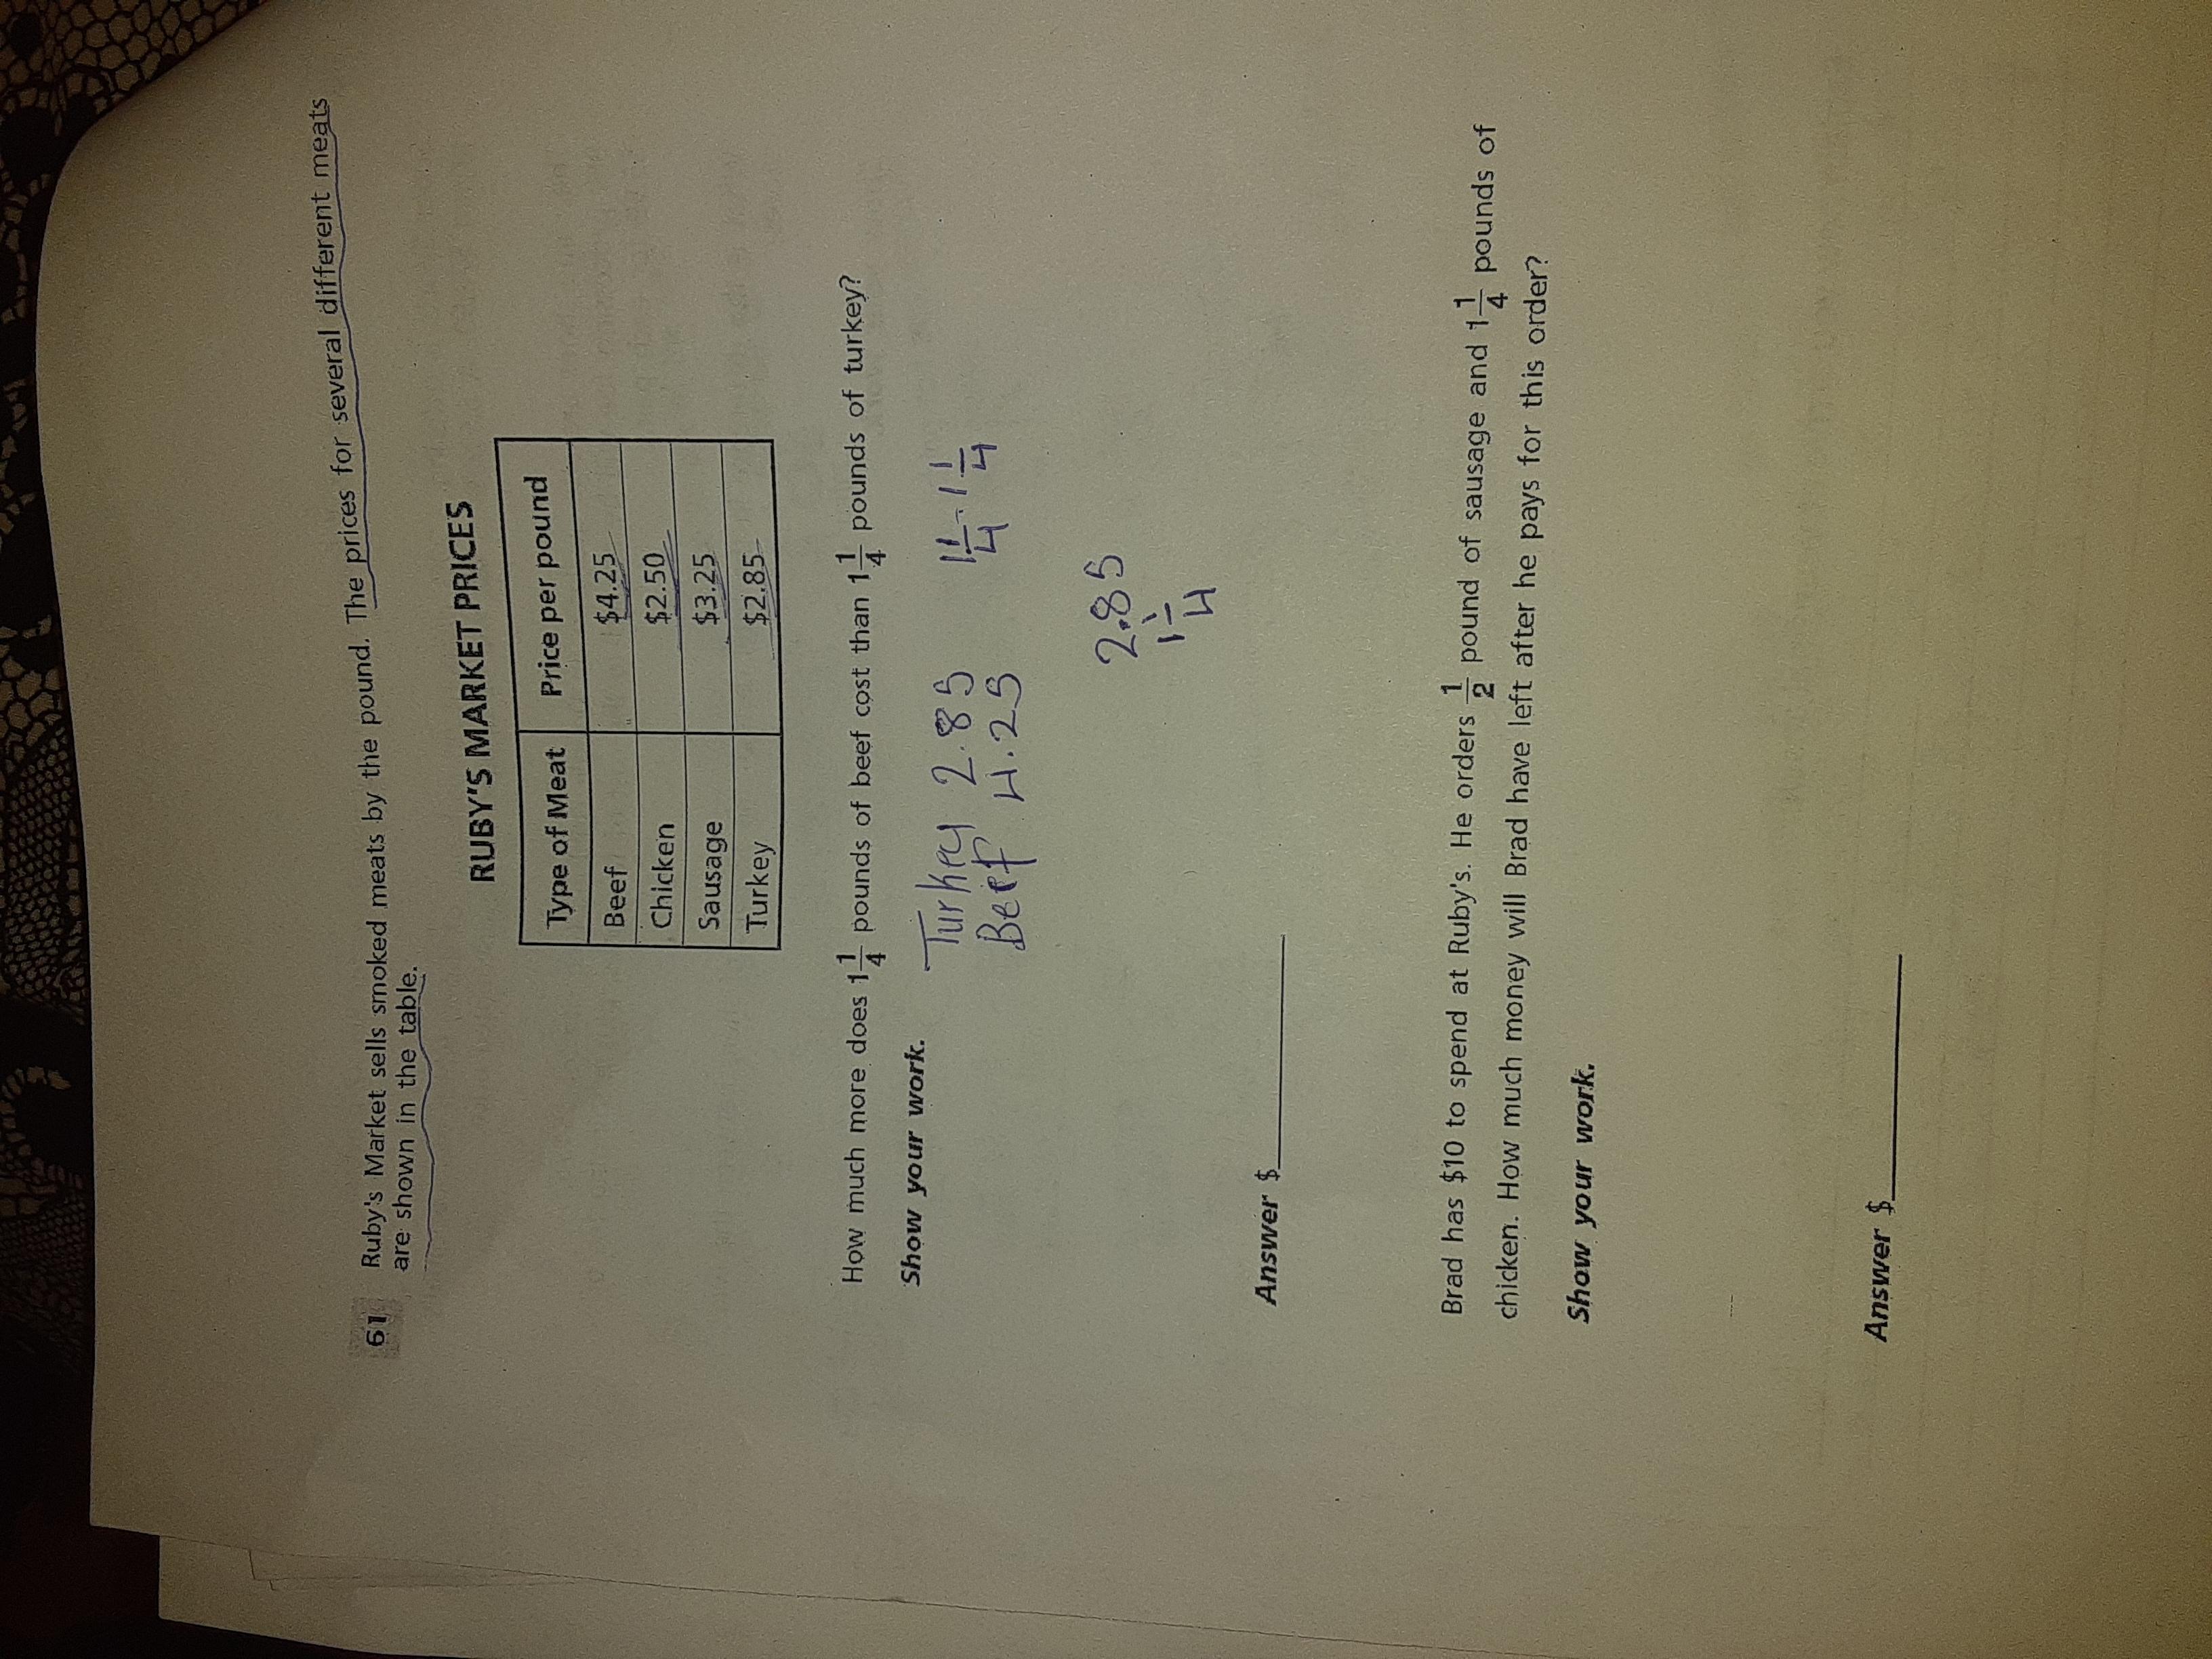 61 Ruby's Market sells smoked meats by the pound. The prices for several different meats
are shown in the table.
RUBY'S MARKET PRICES
Type of Meat Price per pound
Beef $4.25
Chicken $2.50
Sausage $3.25
Turkey $2.85
How much more does 1 1/4 pounds of beef cost than 1 1/4 pounds of turkey?
Show your work.
Turkey 2.85 1 1/4 - 1 1/4
Beef 4.25
2.85
1 1/4
Answer $
Brad has $10 to spend at Ruby's. He orders 1/2 pound of sausage and 1 1/4 pounds of
chicken. How much money will Brad have left after he pays for this order?
Show your work.
Answer $